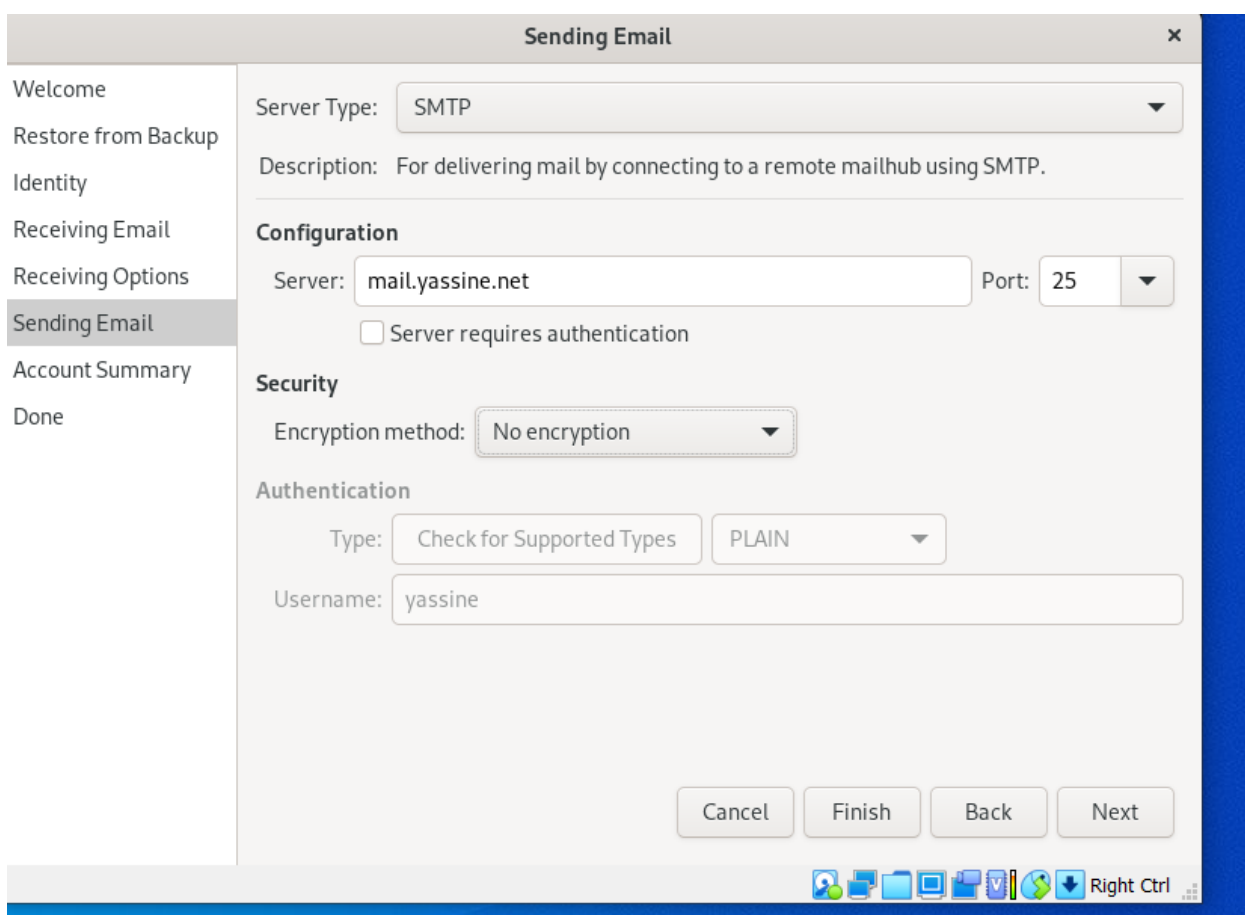 Sending Email
×
Welcome
Restore from Backup
Identity
Receiving Email
Receiving Options
Sending Email
Account Summary
Done
Server Type: SMTP
Description: For delivering mail by connecting to a remote mailhub using SMTP.
Configuration
Server: mail.yassine.net Port: 25
Server requires authentication
Security
Encryption method: No encryption
Authentication
Type: Check for Supported Types PLAIN
Username: yassine
Cancel Finish Back Next
V Right Ctrl